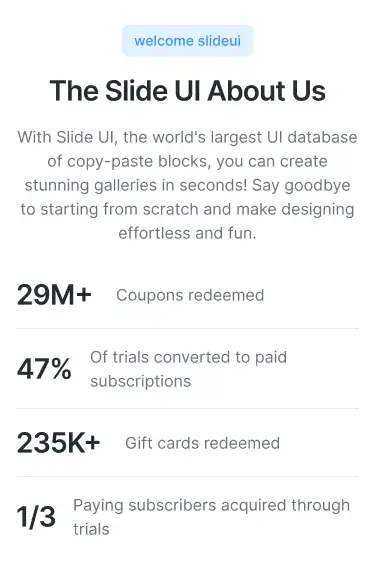 welcome slideui
The Slide UI About Us
With Slide UI, the world's largest UI database
of copy-paste blocks, you can create
stunning galleries in seconds! Say goodbye
to starting from scratch and make designing
effortless and fun.
29M+ Coupons redeemed
47% Of trials converted to paid
subscriptions
235K+ Gift cards redeemed
1/3 Paying subscribers acquired through
trials